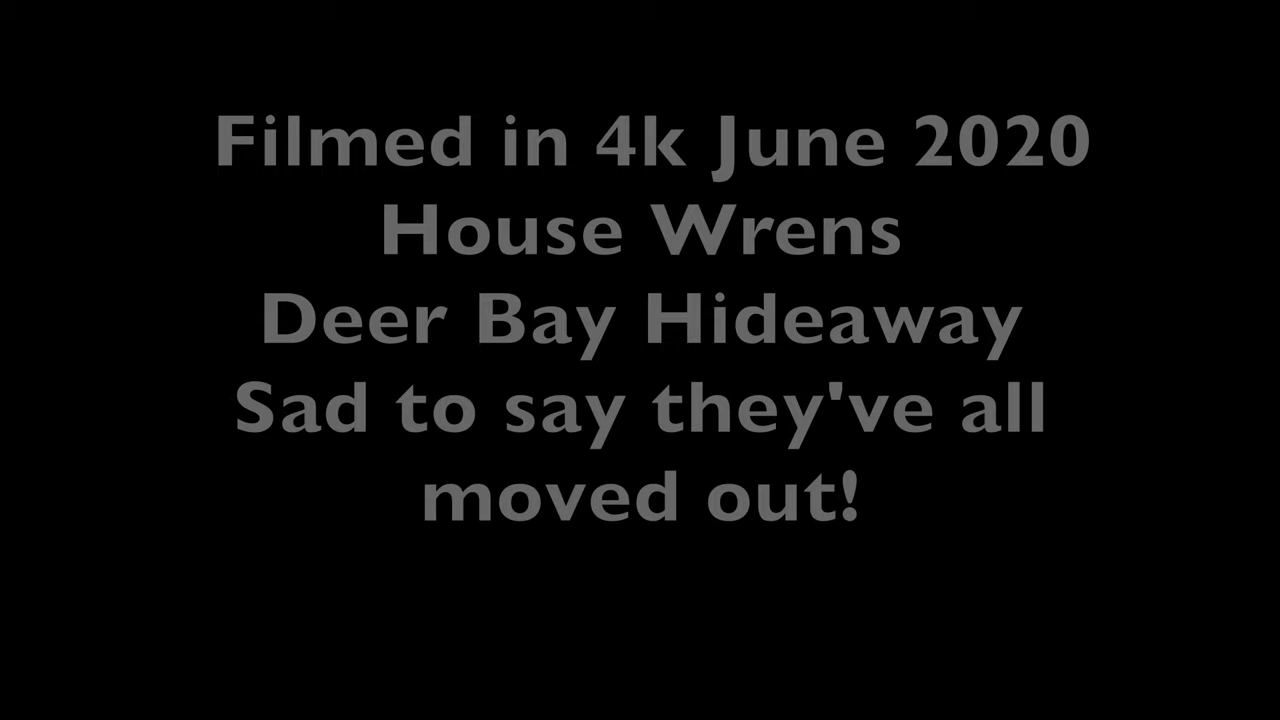 Filmed in 4k June 2020
House Wrens
Deer Bay Hideaway
Sad to say they've all
moved out!